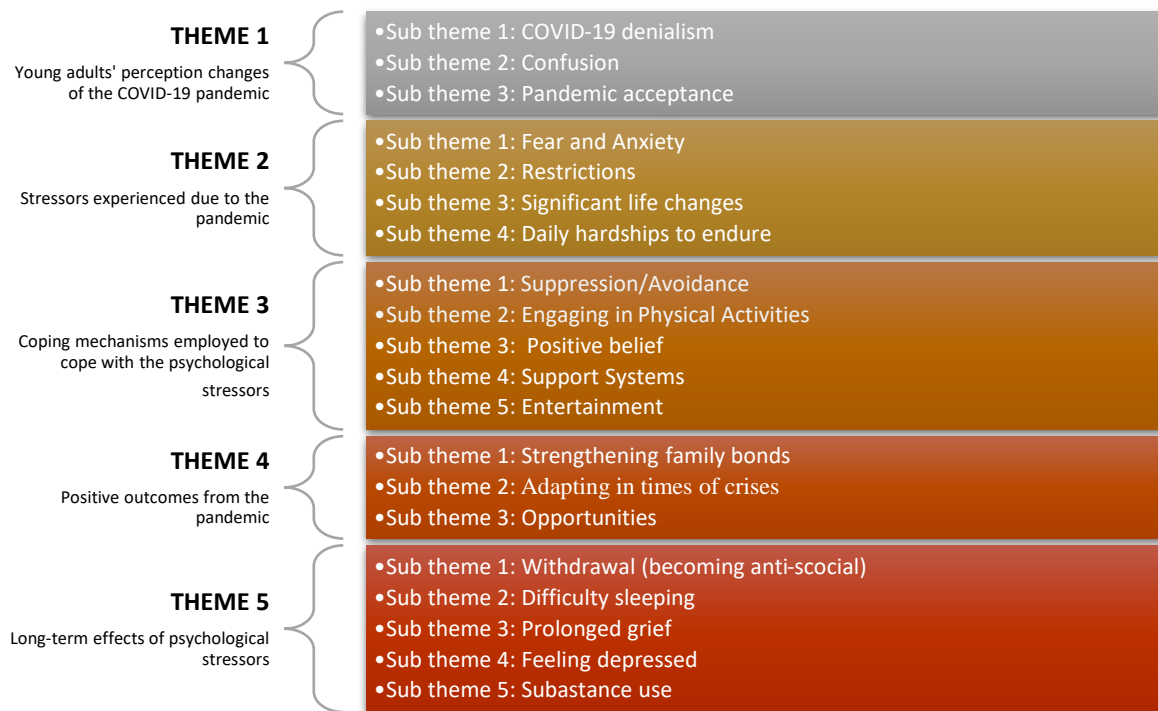 THEME 1
Young adults' perception changes
of the COVID-19 pandemic
•Sub theme 1: COVID-19 denialism
•Sub theme 2: Confusion
•Sub theme 3: Pandemic acceptance
THEME 2
Stressors experienced due to the
pandemic
•Sub theme 1: Fear and Anxiety
•Sub theme 2: Restrictions
•Sub theme 3: Significant life changes
•Sub theme 4: Daily hardships to endure
THEME 3
Coping mechanisms employed to
cope with the psychological
stressors
•Sub theme 1: Suppression/Avoidance
•Sub theme 2: Engaging in Physical Activities
•Sub theme 3:  Positive belief
•Sub theme 4: Support Systems
•Sub theme 5: Entertainment
THEME 4
Positive outcomes from the
pandemic
•Sub theme 1: Strengthening family bonds
•Sub theme 2: Adapting in times of crises
•Sub theme 3: Opportunities
THEME 5
Long-term effects of psychological
stressors
•Sub theme 1: Withdrawal (becoming anti-scocial)
•Sub theme 2: Difficulty sleeping
•Sub theme 3: Prolonged grief
•Sub theme 4: Feeling depressed
•Sub theme 5: Subastance use